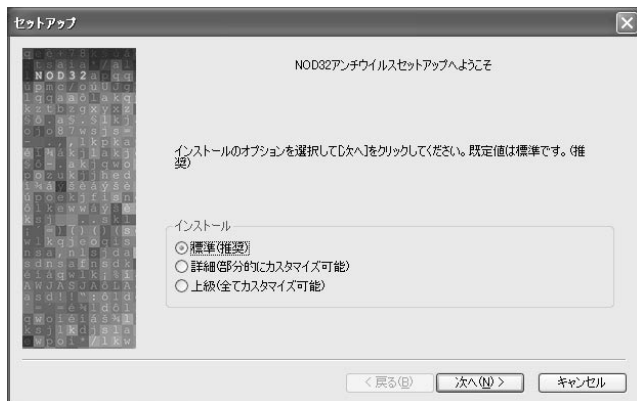 セットアップ
NOD32
NOD32アンチウイルスセットアップへようこそ
インストールのオプションを選択して[次へ]をクリックしてください。既定値は標準です。(推
奨)
インストール
標準(推奨)
詳細(部分的にカスタマイズ可能)
上級(全てカスタマイズ可能)
< 戻る(B)
次へ(N) >
キャンセル